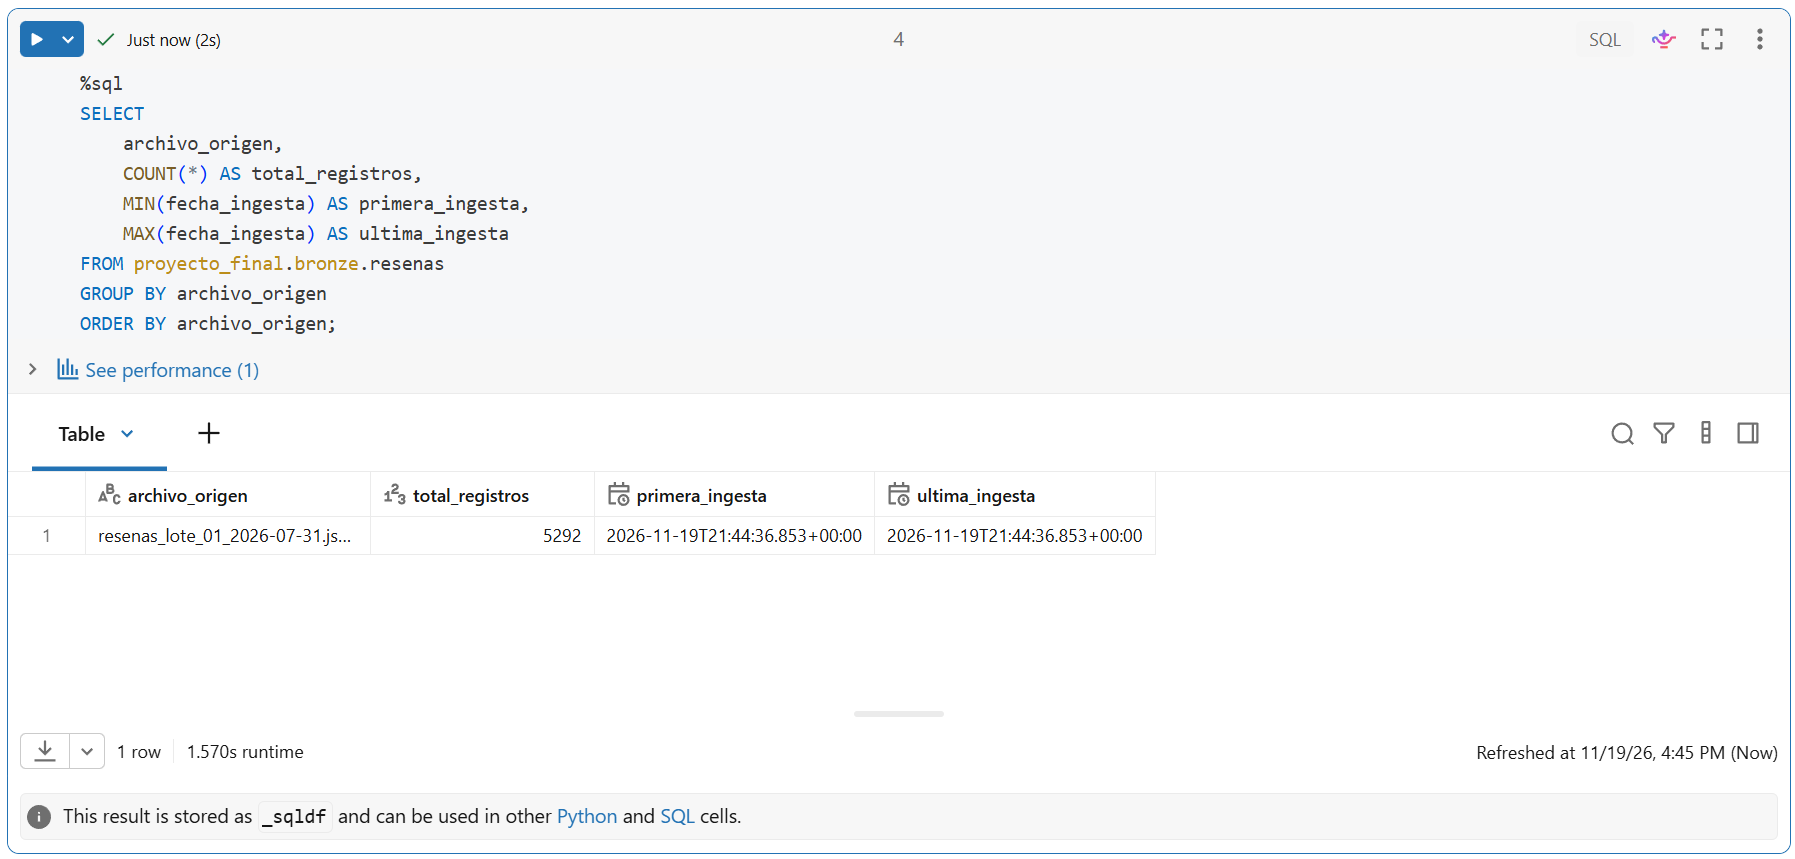 Just now (2s)
4
SQL
%sql
SELECT
archivo_origen,
COUNT(*) AS total_registros,
MIN(fecha_ingesta) AS primera_ingesta,
MAX(fecha_ingesta) AS ultima_ingesta
FROM proyecto_final.bronze.resenas
GROUP BY archivo_origen
ORDER BY archivo_origen;
See performance (1)
Table
archivo_origen total_registros primera_ingesta ultima_ingesta
1 resenas_lote_01_2026-07-31.js... 5292 2026-11-19T21:44:36.853+00:00 2026-11-19T21:44:36.853+00:00
1 row 1.570s runtime
Refreshed at 11/19/26, 4:45 PM (Now)
This result is stored as _sqldf and can be used in other Python and SQL cells.